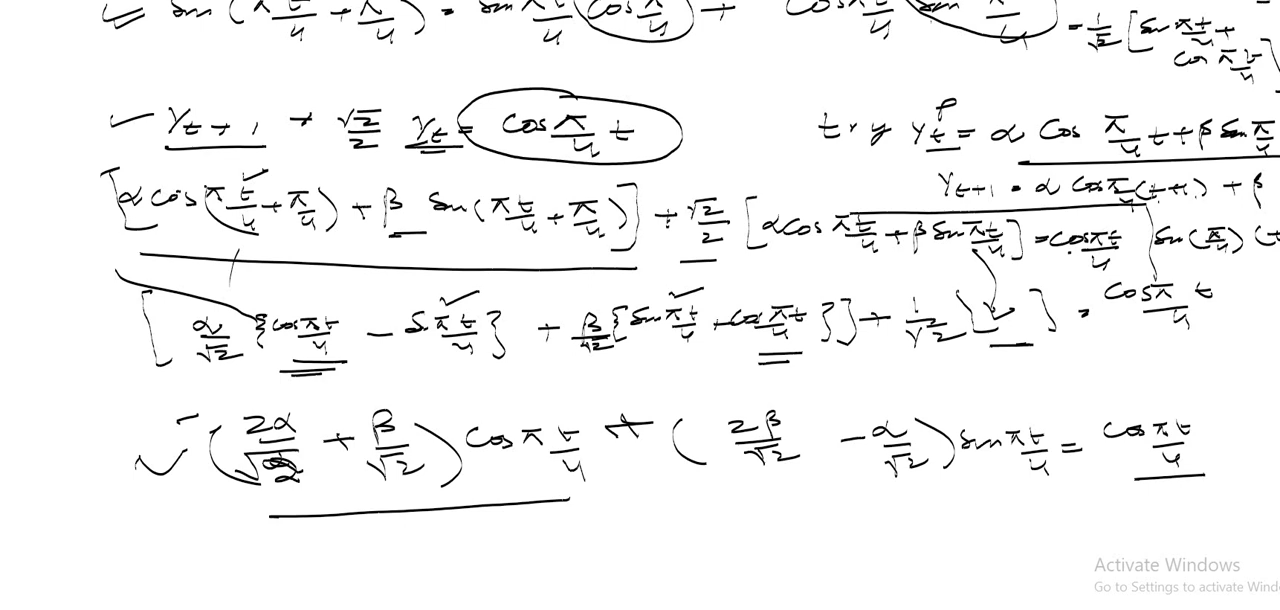 ✓ Sin (πt/4 + π/4) = Sin πt/4 (cos π/4) + Cos πt/4 Sin π/4 = 1/√2 [Sin πt/4 + Cos πt/4]
✓ Y_{t+1} + √2/2 Y_t = Cos π/4 t
try Y_t^p = α Cos π/4 t + β Sin π/4
Y_{t+1} = α Cos π/4 (t+1) + β Sin (π/4) (t
[α Cos (πt/4 + π/4) + β Sin (πt/4 + π/4)] + √2/2 [α Cos πt/4 + β Sin πt/4] = Cos πt/4
[α/√2 {Cos πt/4 - Sin πt/4} + β/√2 {Sin πt/4 + Cos πt/4}] + 1/√2 [ ] = Cos π/4 t
✓ (2α/√2 + β/√2) Cos π t/4 + (2β/√2 - α/√2) Sin πt/4 = Cos πt/4
Activate Windows
Go to Settings to activate Wind